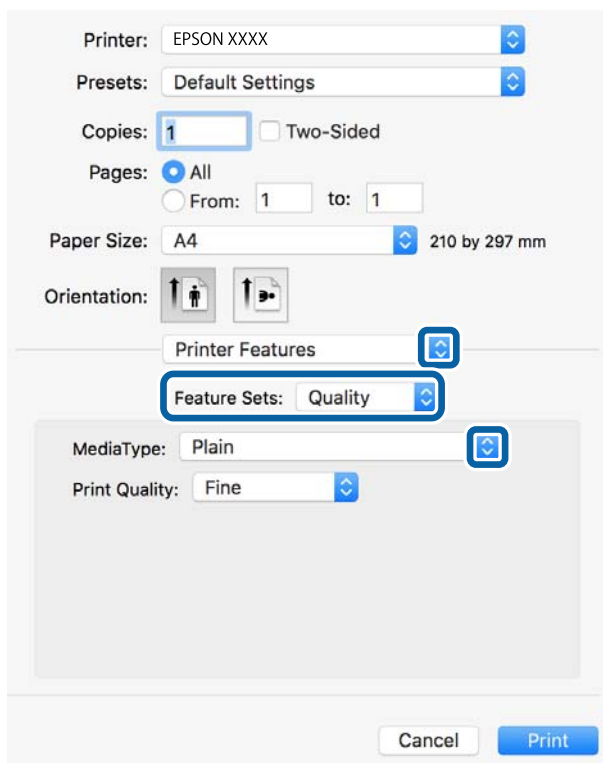 Printer: EPSON XXXX
Presets: Default Settings
Copies: 1 Two-Sided
Pages: All
From: 1 to: 1
Paper Size: A4 210 by 297 mm
Orientation:
Printer Features
Feature Sets: Quality
MediaType: Plain
Print Quality: Fine
Cancel Print